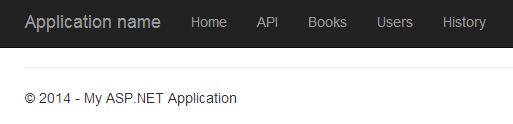 Application name Home API Books Users History
© 2014 - My ASP.NET Application